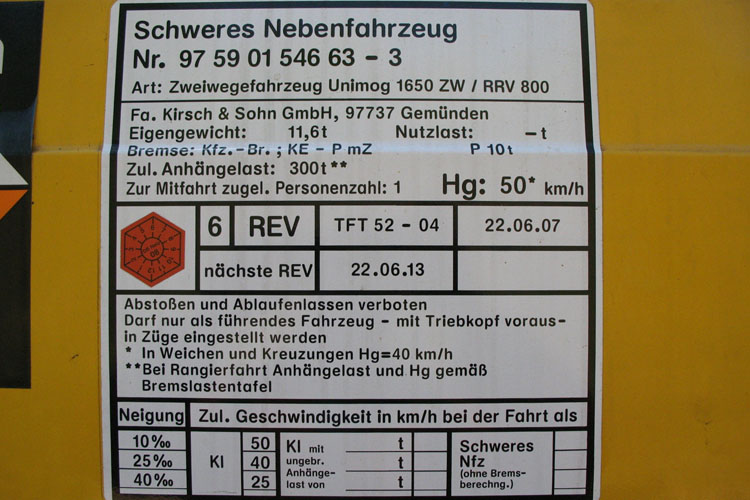 Schweres Nebenfahrzeug
Nr. 97 59 01 546 63 – 3
Art: Zweiwegefahrzeug Unimog 1650 ZW / RRV 800
Fa. Kirsch & Sohn GmbH, 97737 Gemünden
Eigengewicht: 11,6t Nutzlast: –t
Bremse: Kfz.-Br. ; KE – P mZ P 10t
Zul. Anhängelast: 300t**
Zur Mitfahrt zugel. Personenzahl: 1 Hg: 50* km/h
6 REV TFT 52 – 04 22.06.07
nächste REV 22.06.13
Abstoßen und Ablaufenlassen verboten
Darf nur als führendes Fahrzeug – mit Triebkopf voraus–
in Züge eingestellt werden
* In Weichen und Kreuzungen Hg=40 km/h
**Bei Rangierfahrt Anhängelast und Hg gemäß
Bremslastentafel
Neigung Zul. Geschwindigkeit in km/h bei der Fahrt als
10‰ 50 Kl mit t Schweres
25‰ Kl 40 ungebr. t Nfz
Anhänge- (ohne Brems-
40‰ 25 last von t berechng.)